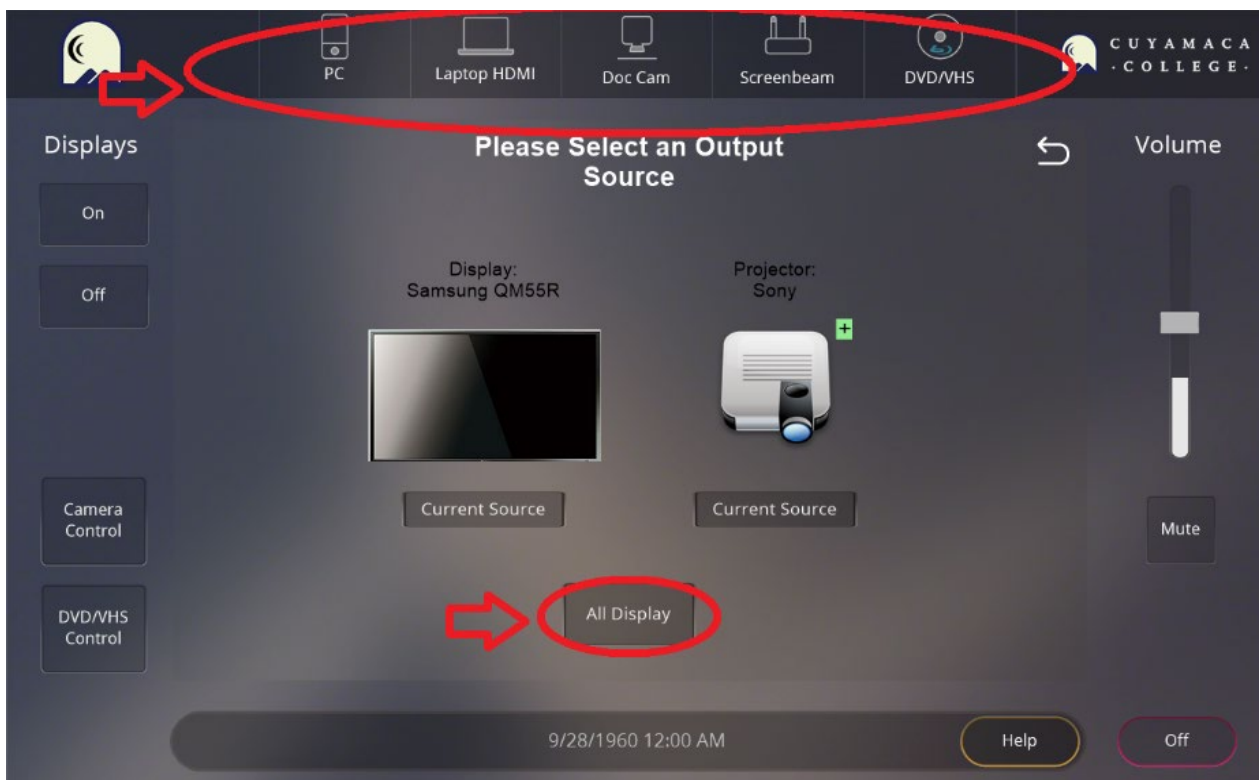 PC
Laptop HDMI
Doc Cam
Screenbeam
DVD/VHS
CUYAMACA
·COLLEGE·
Displays
Please Select an Output
Source
Volume
On
Off
Display:
Samsung QM55R
Projector:
Sony
+
Current Source
Current Source
Camera
Control
Mute
DVD/VHS
Control
All Display
9/28/1960 12:00 AM
Help
Off